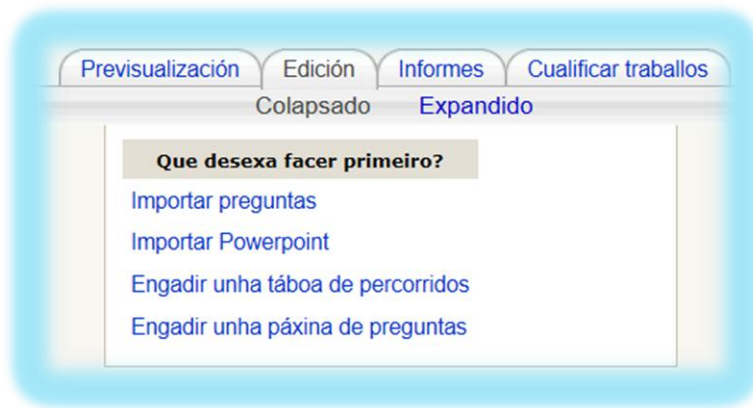 Previsualización Edición Informes Cualificar traballos
Colapsado Expandido
Que desexa facer primeiro?
Importar preguntas
Importar Powerpoint
Engadir unha táboa de percorridos
Engadir unha páxina de preguntas